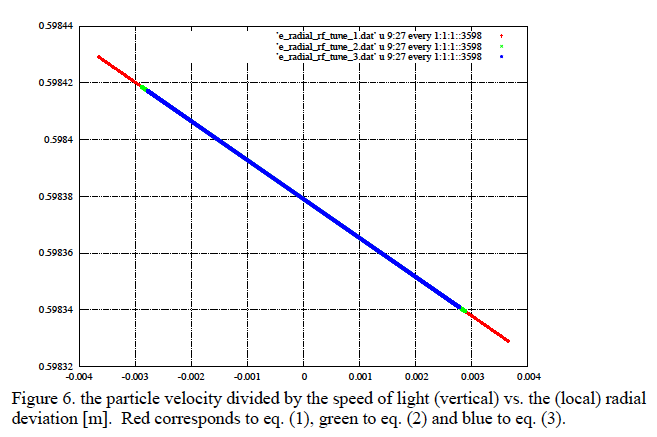 0.59844
'e_radial_rf_tune_1.dat' u 9:27 every 1:1:1::3598
'e_radial_rf_tune_2.dat' u 9:27 every 1:1:1::3598
'e_radial_rf_tune_3.dat' u 9:27 every 1:1:1::3598
0.59842
0.5984
0.59838
0.59836
0.59834
0.59832
-0.004 -0.003 -0.002 -0.001 0 0.001 0.002 0.003 0.004
Figure 6. the particle velocity divided by the speed of light (vertical) vs. the (local) radial
deviation [m]. Red corresponds to eq. (1), green to eq. (2) and blue to eq. (3).